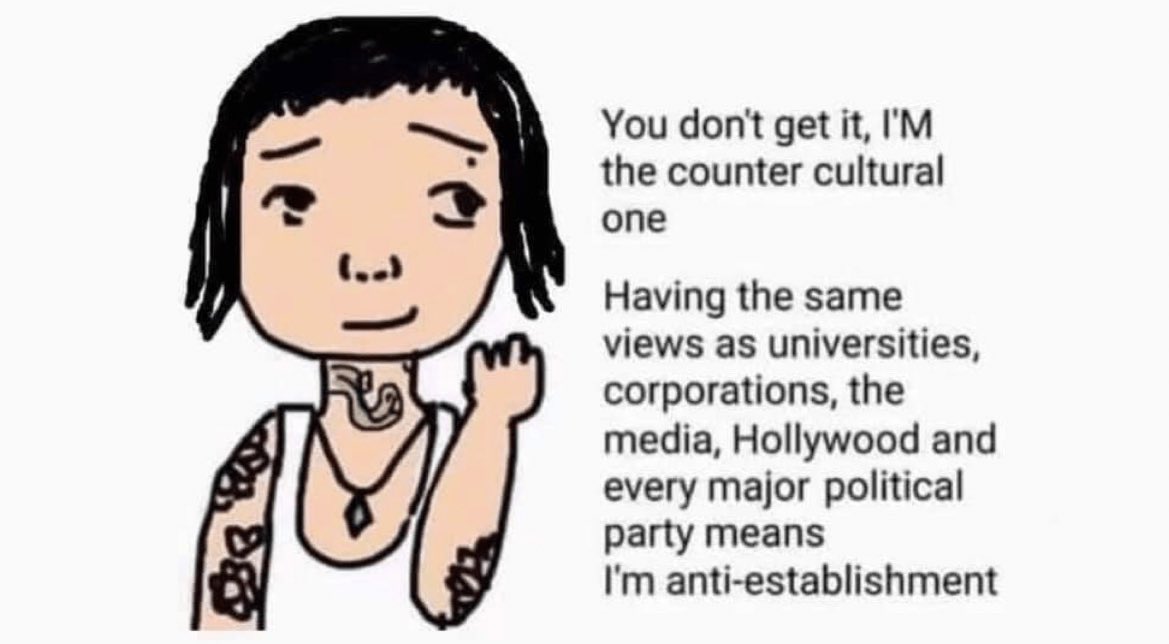 You don't get it, I'M
the counter cultural
one
Having the same
views as universities,
corporations, the
media, Hollywood and
every major political
party means
I'm anti-establishment